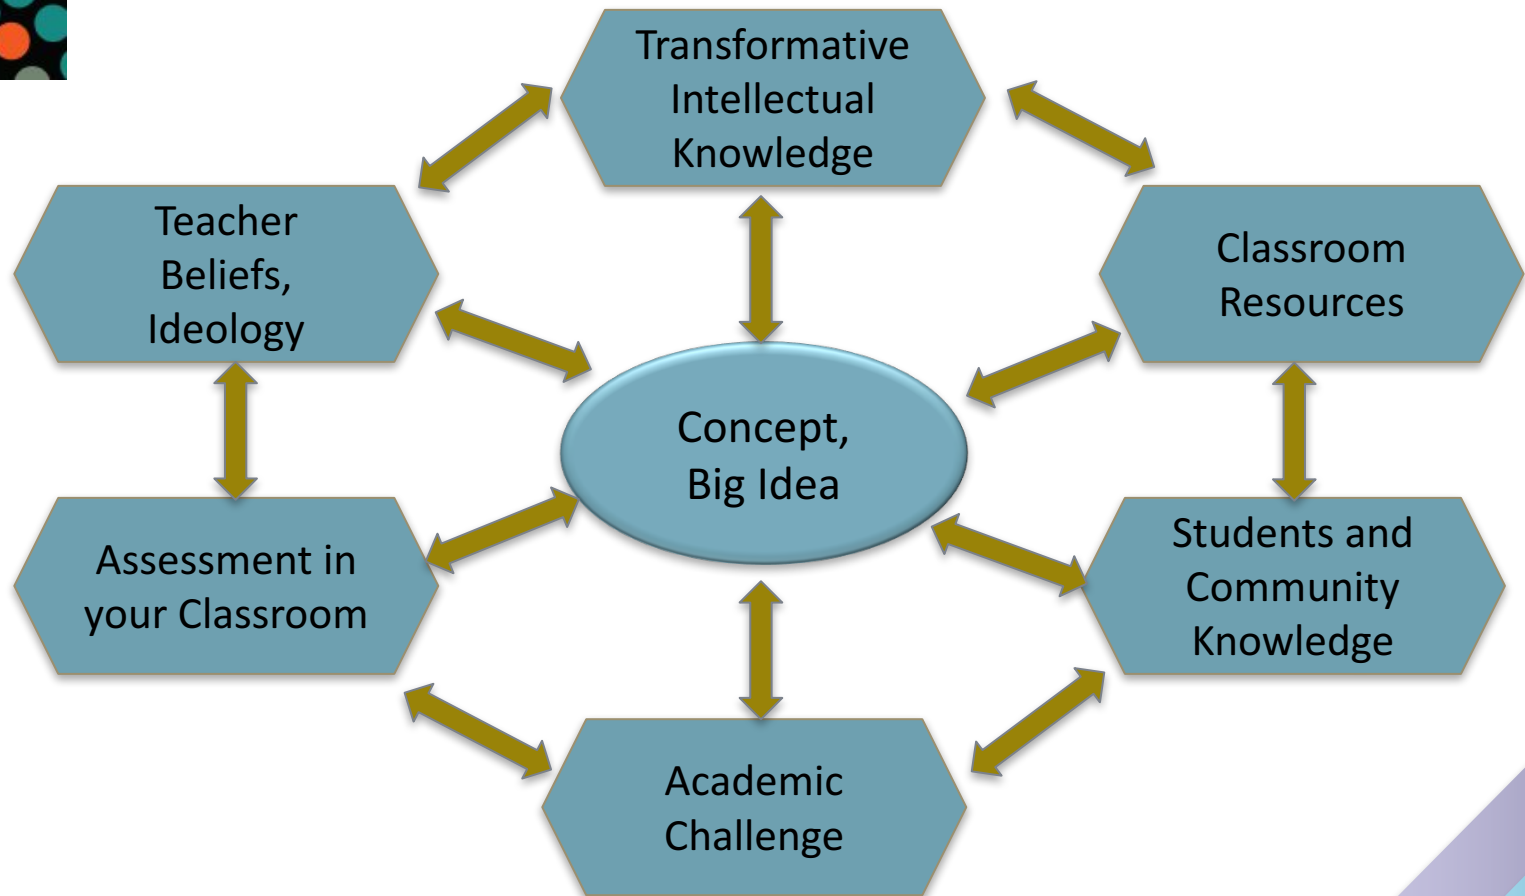 Transformative
Intellectual
Knowledge
Teacher
Beliefs,
Ideology
Classroom
Resources
Concept,
Big Idea
Assessment in
your Classroom
Students and
Community
Knowledge
Academic
Challenge